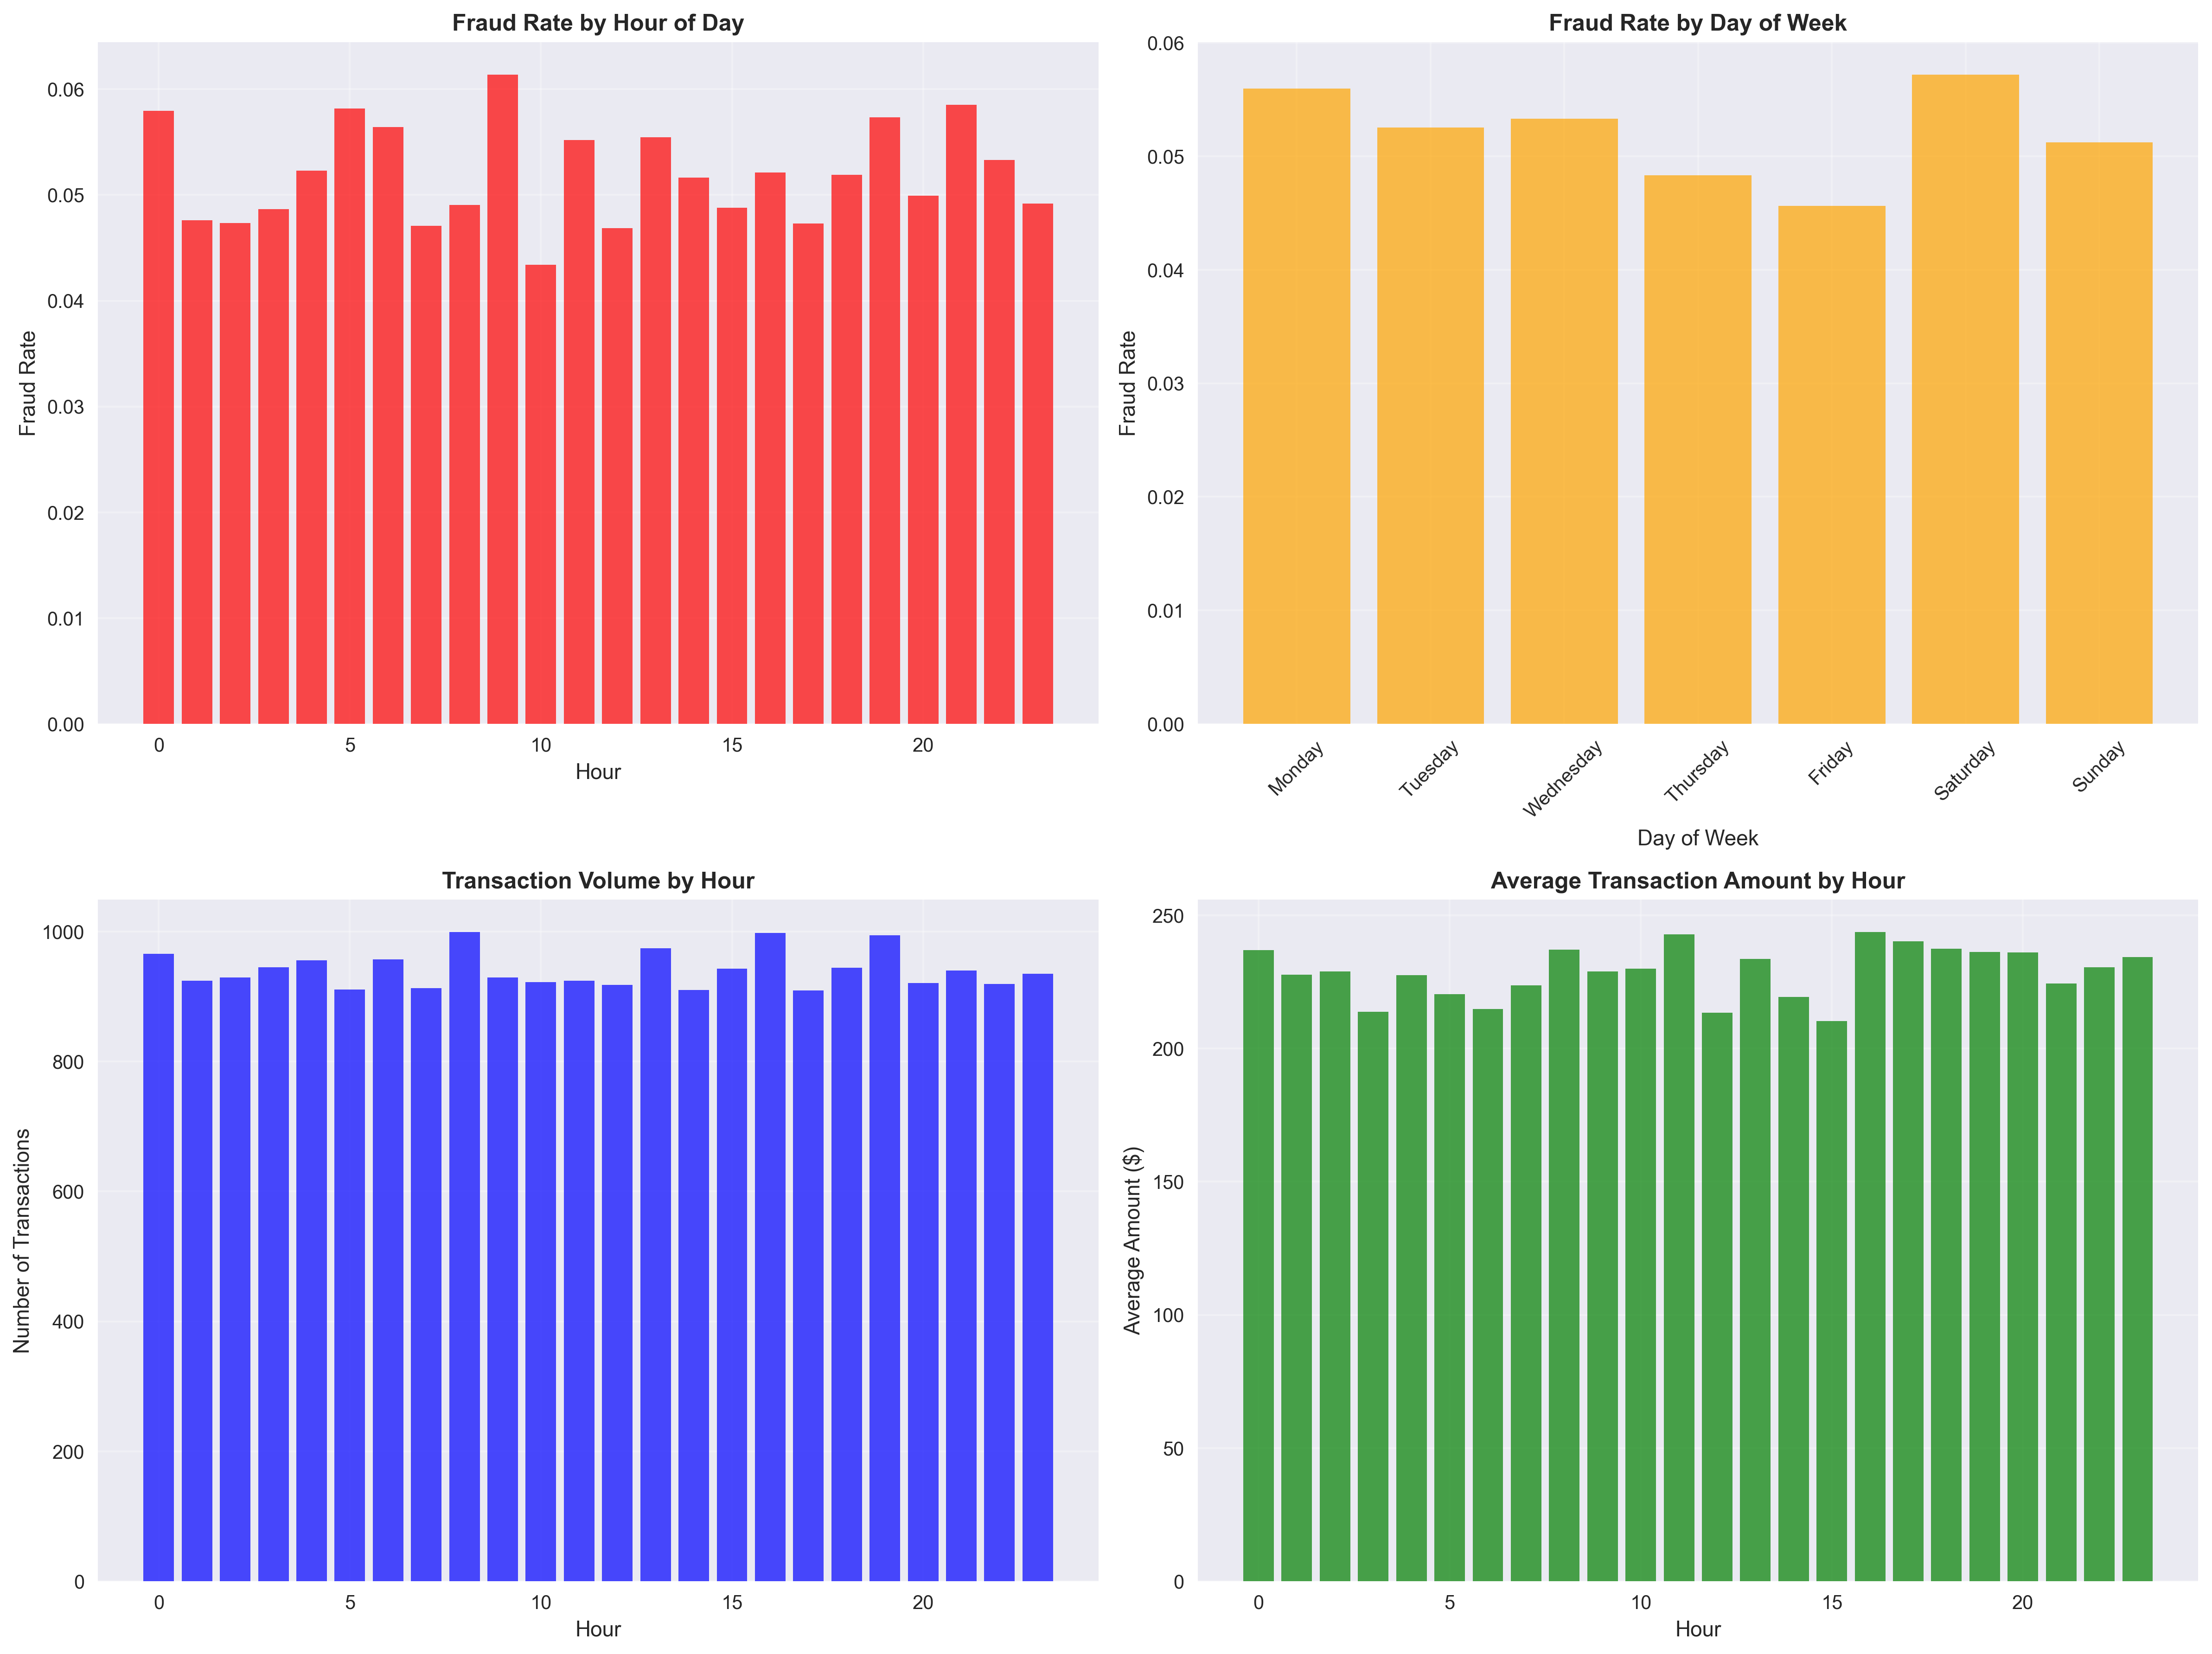 Fraud Rate by Hour of Day
0.06
0.05
0.04
0.03
0.02
0.01
0.00
Fraud Rate
0 5 10 15 20
Hour
Fraud Rate by Day of Week
0.06
0.05
0.04
0.03
0.02
0.01
0.00
Fraud Rate
Monday Tuesday Wednesday Thursday Friday Saturday Sunday
Day of Week
Transaction Volume by Hour
1000
800
600
400
200
0
Number of Transactions
0 5 10 15 20
Hour
Average Transaction Amount by Hour
250
200
150
100
50
0
Average Amount ($)
0 5 10 15 20
Hour